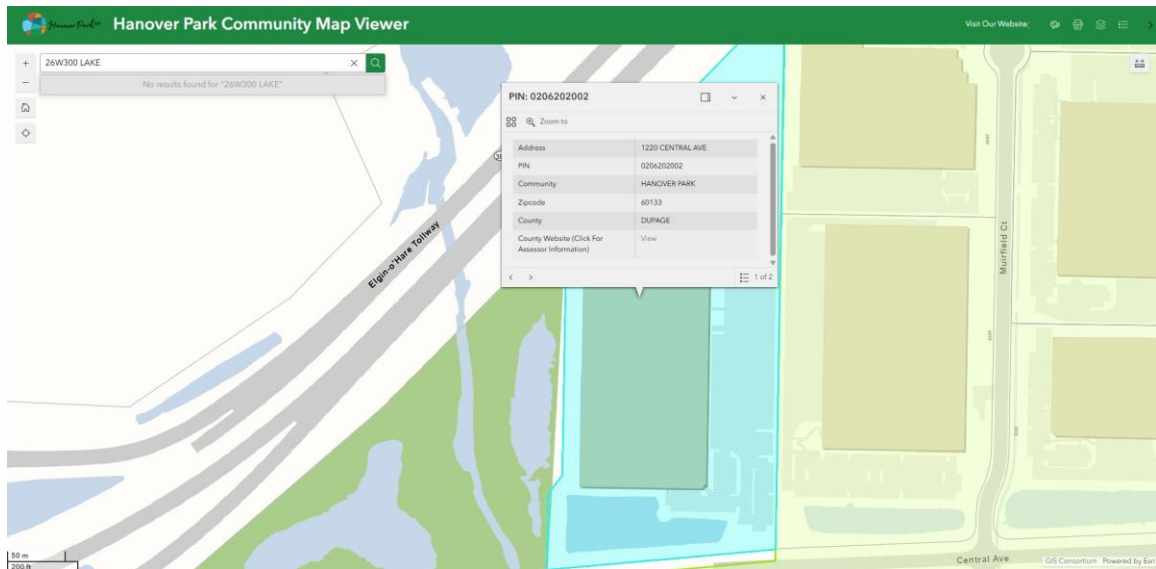 Hanover Park
Hanover Park Community Map Viewer
Visit Our Website:
+
26W300 LAKE
−
No results found for "26W300 LAKE"
PIN: 0206202002
Zoom to
Address 1220 CENTRAL AVE
PIN 0206202002
Community HANOVER PARK
Zipcode 60133
County DUPAGE
County Website (Click For Assessor Information) View
1 of 2
Elgin-o'Hare Tollway
Muirfield Ct
50 m
200 ft
Central Ave
GIS Consortium Powered by Esri